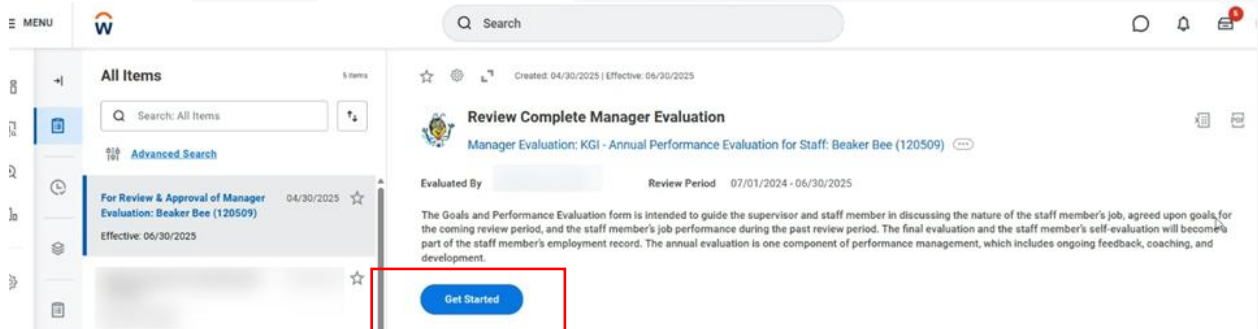 MENU
Search
5
All Items
5 items
Search: All Items
Advanced Search
For Review & Approval of Manager
Evaluation: Beaker Bee (120509)
04/30/2025
Effective: 06/30/2025
Created: 04/30/2025 | Effective: 06/30/2025
Review Complete Manager Evaluation
Manager Evaluation: KGI - Annual Performance Evaluation for Staff: Beaker Bee (120509)
PDF
Evaluated By
Review Period 07/01/2024 - 06/30/2025
The Goals and Performance Evaluation form is intended to guide the supervisor and staff member in discussing the nature of the staff member's job, agreed upon goals for
the coming review period, and the staff member's job performance during the past review period. The final evaluation and the staff member's self-evaluation will become a
part of the staff member's employment record. The annual evaluation is one component of performance management, which includes ongoing feedback, coaching, and
development.
Get Started